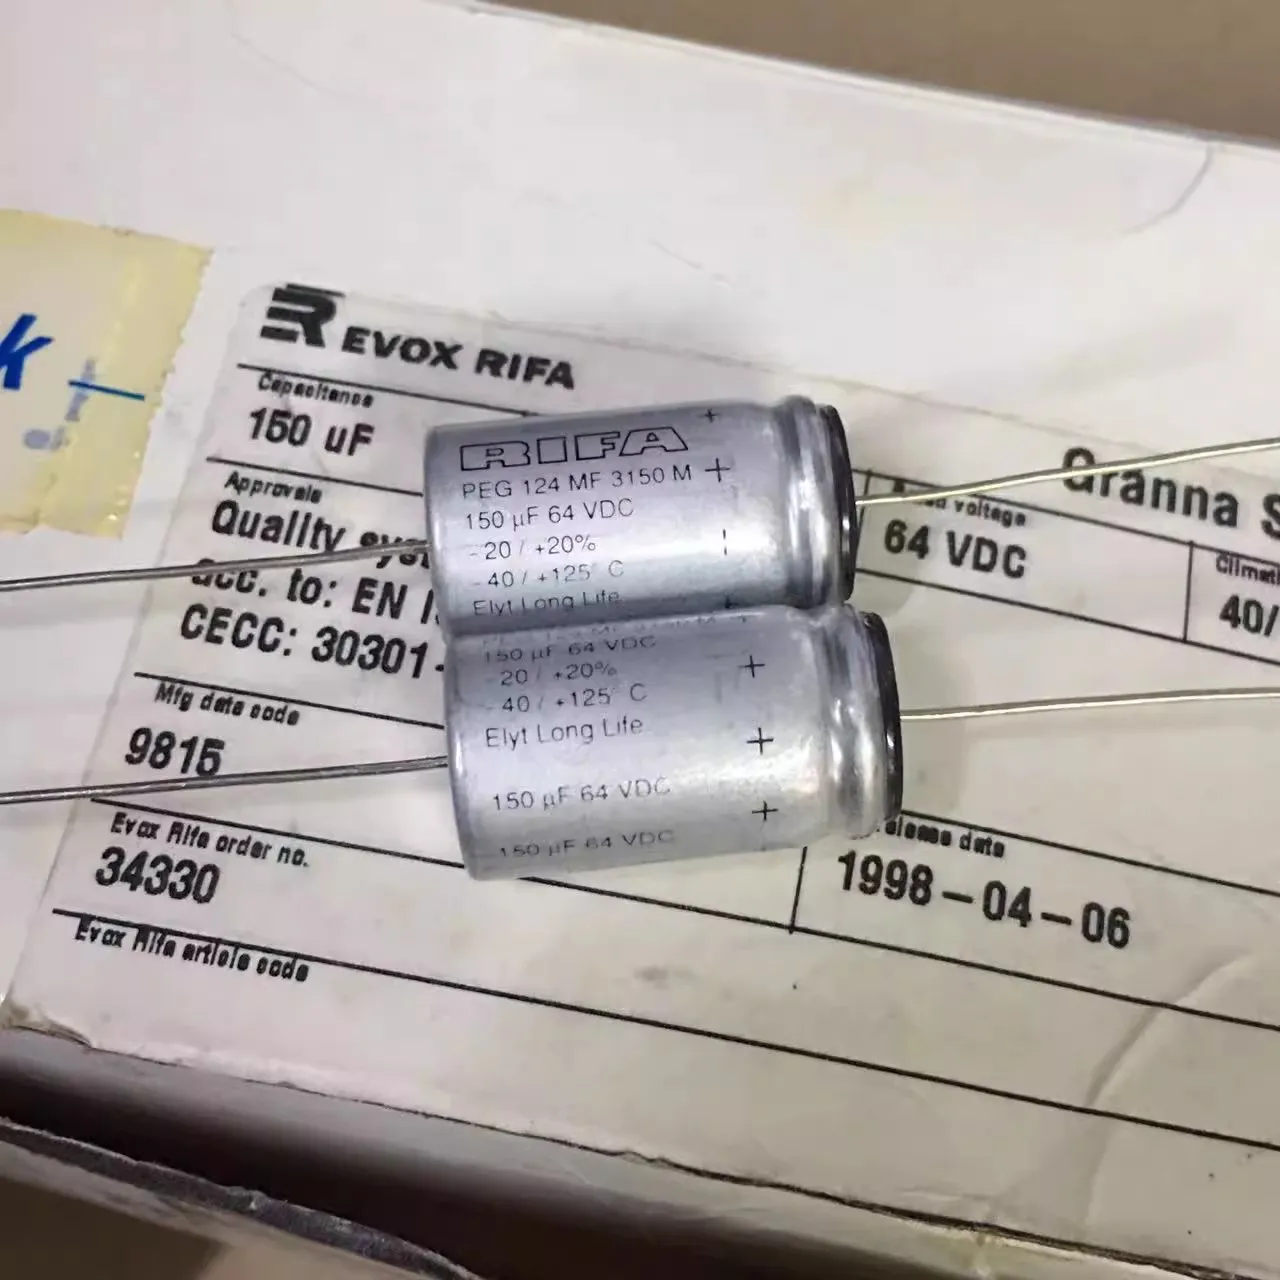 k
EVOX RIFA
Capacitance
150 uF
Approvals
Quality
acc. to: EN
CECC: 30301-
Mfg date code
9815
Evox Rifa order no.
34330
Evox Rifa article code
RIFA
PEG 124 MF 3150 M +
150 µF 64 VDC
-20 / +20%
-40 / +125° C
Elyt Long Life
150 µF 64 VDC
-20 / +20%
-40 / +125° C
Elyt Long Life
150 µF 64 VDC
150 µF 64 VDC
Granna S
voltage
64 VDC
40/
date
1998-04-06